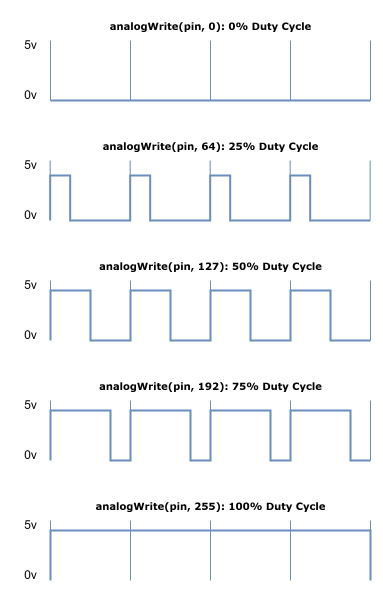 analogWrite(pin, 0): 0% Duty Cycle
5v
0v
analogWrite(pin, 64): 25% Duty Cycle
5v
0v
analogWrite(pin, 127): 50% Duty Cycle
5v
0v
analogWrite(pin, 192): 75% Duty Cycle
5v
0v
analogWrite(pin, 255): 100% Duty Cycle
5v
0v